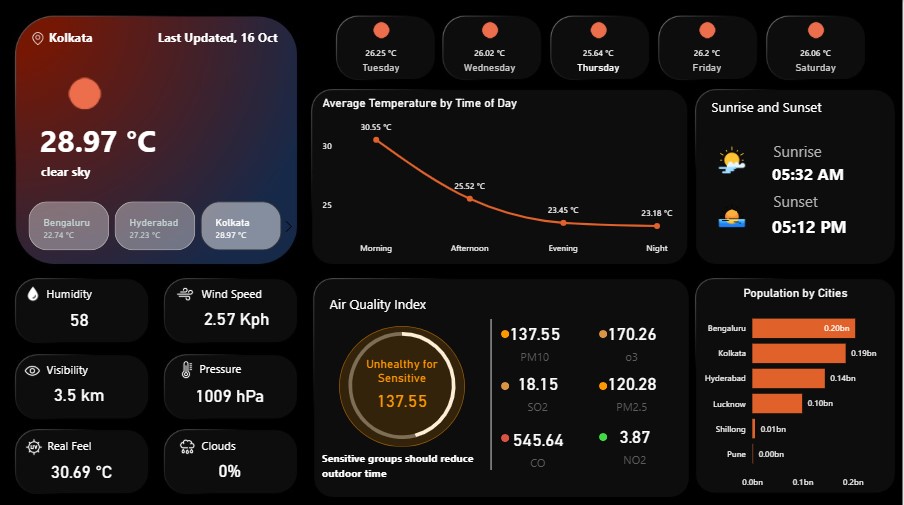 Kolkata
Last Updated, 16 Oct
28.97 °C
clear sky
Bengaluru
22.74 °C
Hyderabad
27.23 °C
Kolkata
28.97 °C
26.25 °C
Tuesday
26.02 °C
Wednesday
25.64 °C
Thursday
26.2 °C
Friday
26.06 °C
Saturday
Average Temperature by Time of Day
30
25
30.55 °C
25.52 °C
23.45 °C
23.18 °C
Morning
Afternoon
Evening
Night
Sunrise and Sunset
Sunrise
05:32 AM
Sunset
05:12 PM
Humidity
58
Wind Speed
2.57 Kph
Visibility
3.5 km
Pressure
1009 hPa
UV
Real Feel
30.69 °C
Clouds
0%
Air Quality Index
Unhealthy for
Sensitive
137.55
Sensitive groups should reduce
outdoor time
137.55
PM10
170.26
o3
18.15
SO2
120.28
PM2.5
545.64
CO
3.87
NO2
Population by Cities
Bengaluru
0.20bn
Kolkata
0.19bn
Hyderabad
0.14bn
Lucknow
0.10bn
Shillong
0.01bn
Pune
0.00bn
0.0bn
0.1bn
0.2bn